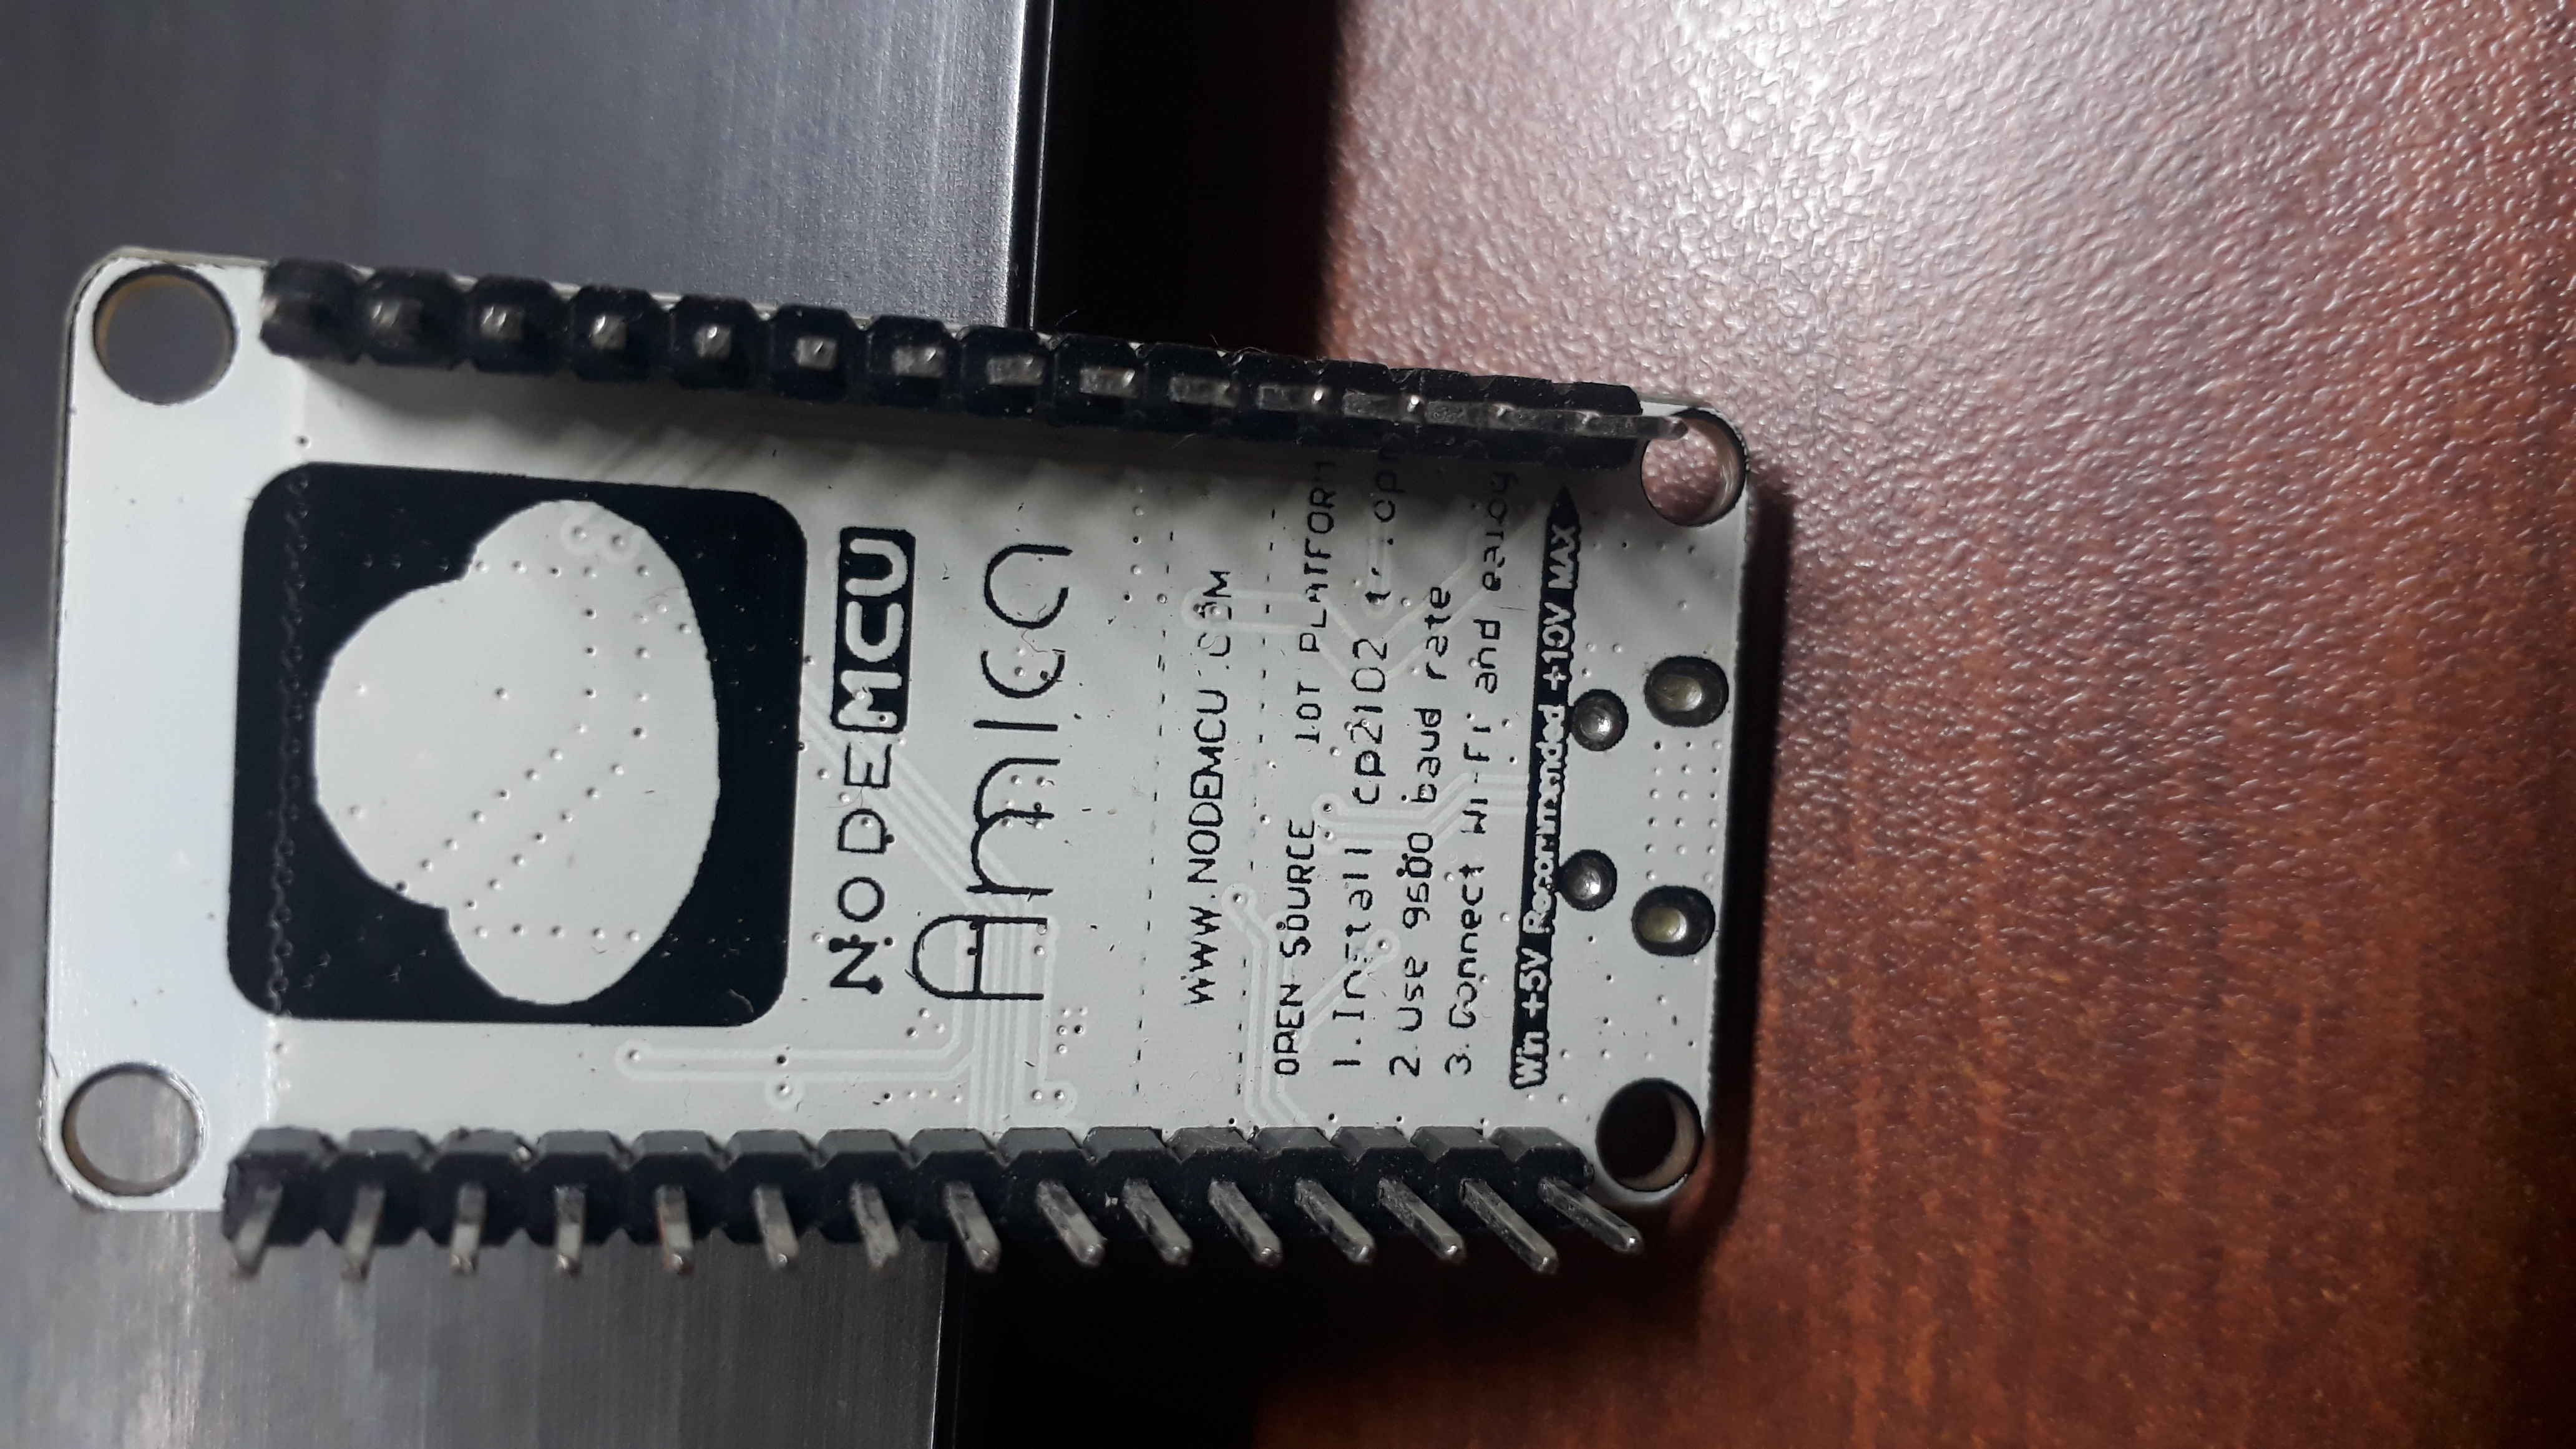 NODEMCU
Amica
WWW.NODEMCU.COM
OPEN SOURCE IOT PLATFORM
1. Install cp2102
2 Use 9600 baud rate
3. Connect Wi-Fi and
Vin +5V Recommended +10V MAX